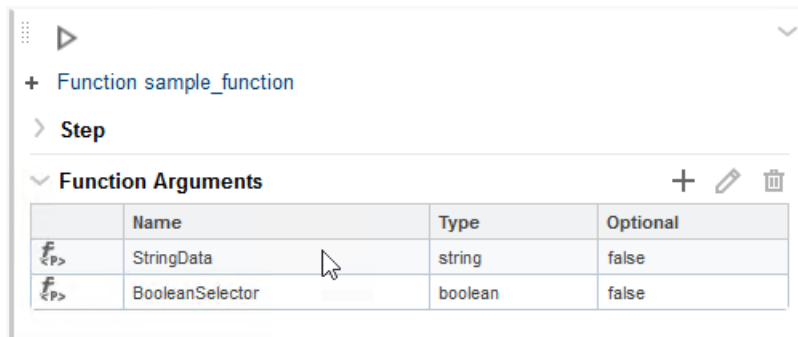 Function sample_function
Step
Function Arguments
Name Type Optional
f <P> StringData string false
f <P> BooleanSelector boolean false